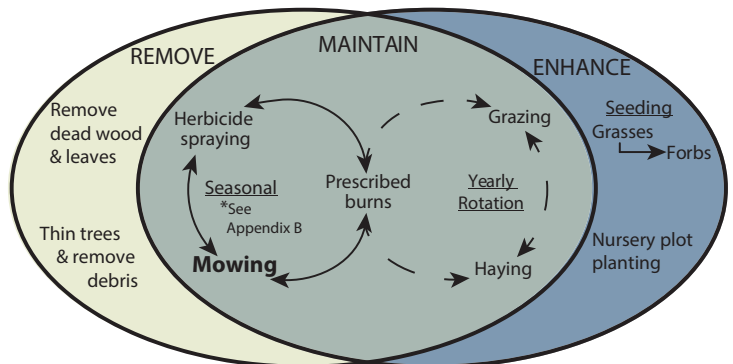 REMOVE
MAINTAIN
ENHANCE
Remove
dead wood
& leaves
Thin trees
& remove
debris
Herbicide
spraying
Seasonal
*See
Appendix B
Mowing
Prescribed
burns
Grazing
Yearly
Rotation
Haying
Seeding
Grasses
Forbs
Nursery plot
planting